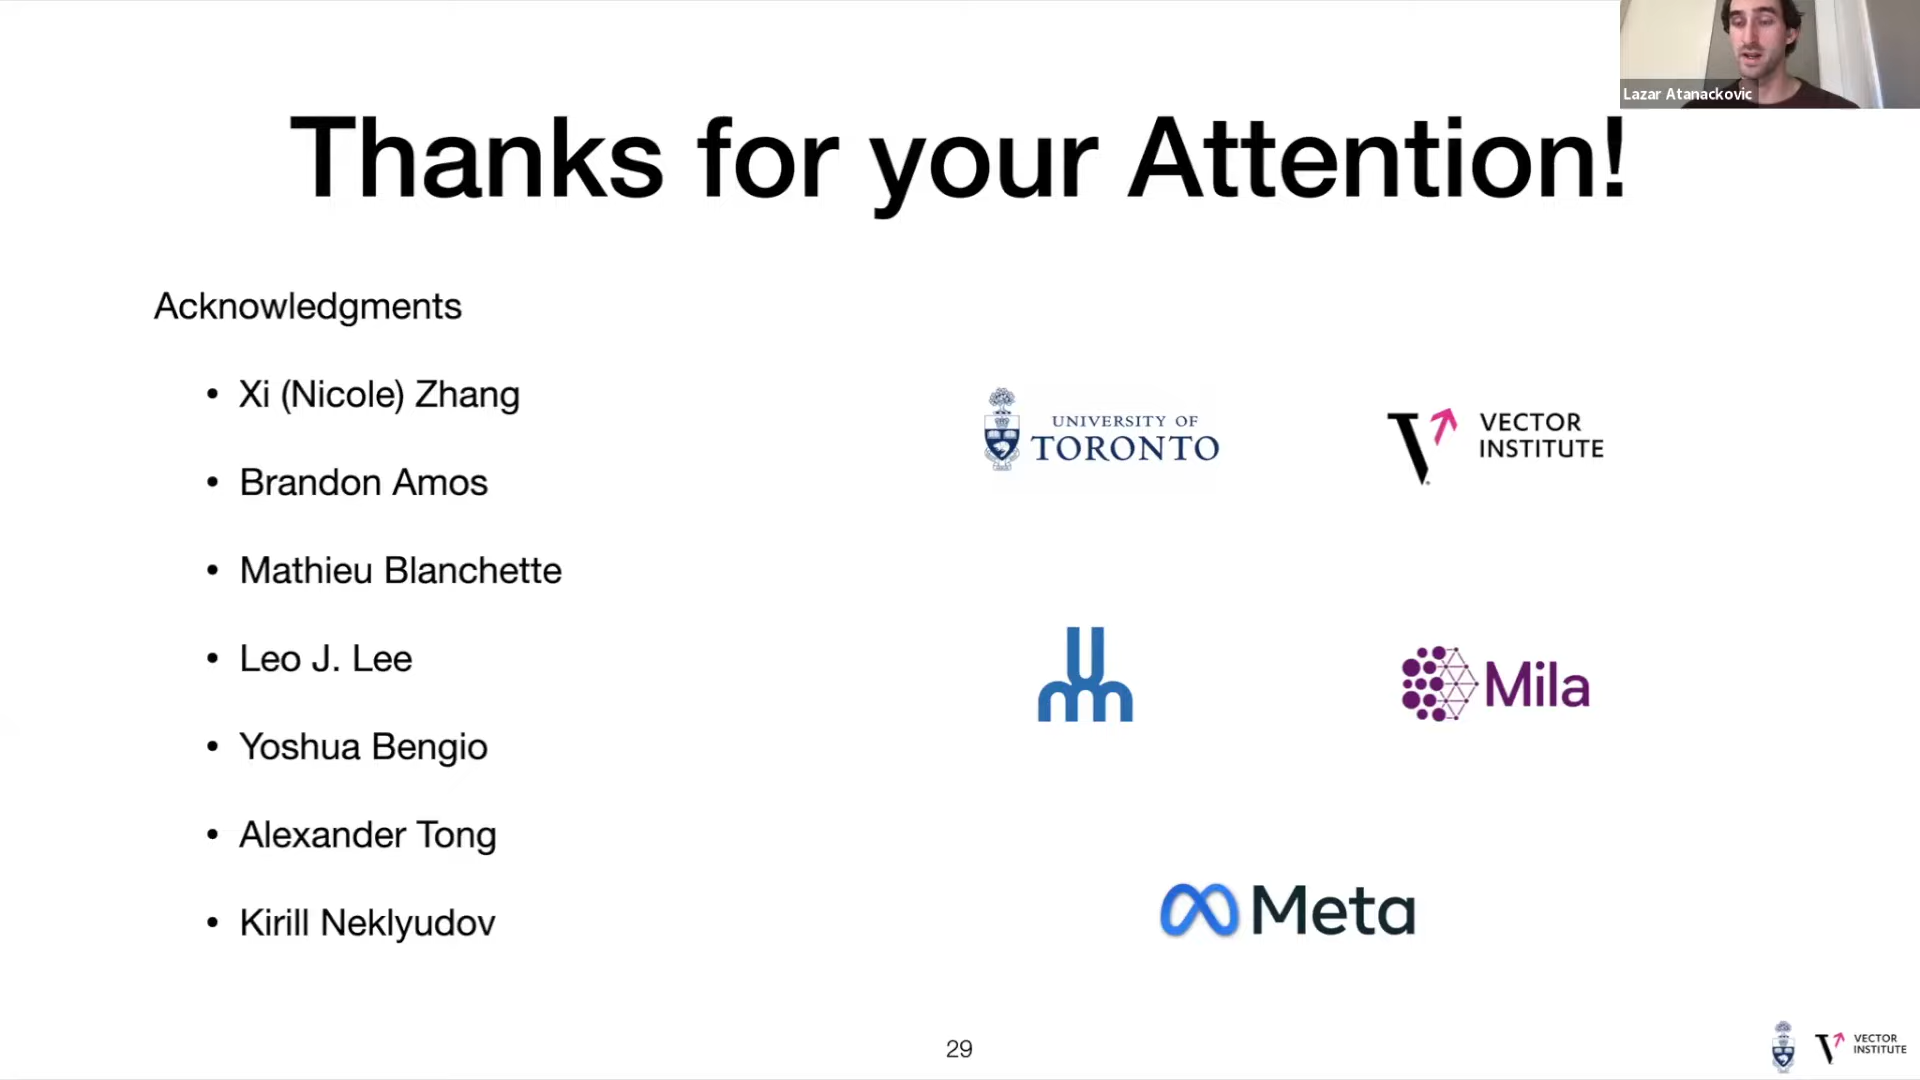 Lazar Atanackovic
Thanks for your Attention!
Acknowledgments
• Xi (Nicole) Zhang
• Brandon Amos
• Mathieu Blanchette
• Leo J. Lee
• Yoshua Bengio
• Alexander Tong
• Kirill Neklyudov
UNIVERSITY OF
TORONTO
VECTOR
INSTITUTE
Mila
Meta
29
VECTOR
INSTITUTE